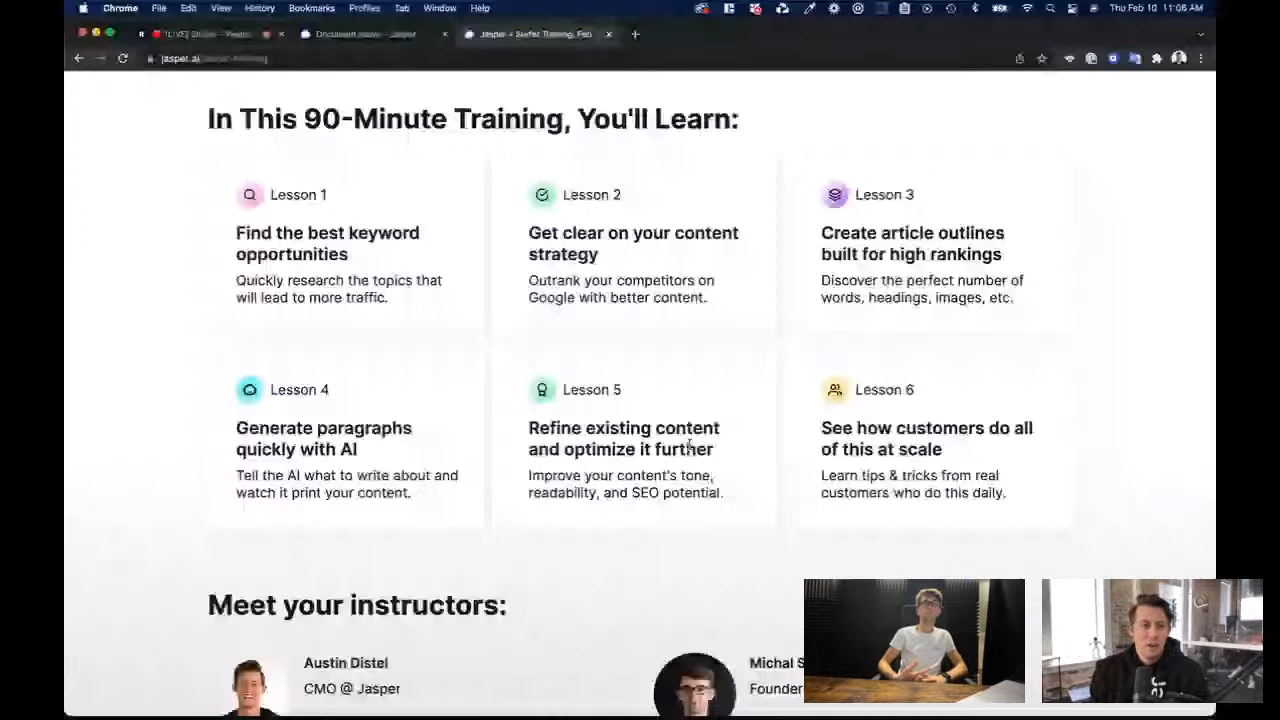 Chrome File Edit View History Bookmarks Profiles Tab Window Help
Thu Feb 10 11:06 AM
Jasper + Surfer Training, Feb
jasper.ai
In This 90-Minute Training, You'll Learn:
Lesson 1
Find the best keyword
opportunities
Quickly research the topics that
will lead to more traffic.
Lesson 2
Get clear on your content
strategy
Outrank your competitors on
Google with better content.
Lesson 3
Create article outlines
built for high rankings
Discover the perfect number of
words, headings, images, etc.
Lesson 4
Generate paragraphs
quickly with AI
Tell the AI what to write about and
watch it print your content.
Lesson 5
Refine existing content
and optimize it further
Improve your content's tone,
readability, and SEO potential.
Lesson 6
See how customers do all
of this at scale
Learn tips & tricks from real
customers who do this daily.
Meet your instructors:
Austin Distel
CMO @ Jasper
Michal S
Founder